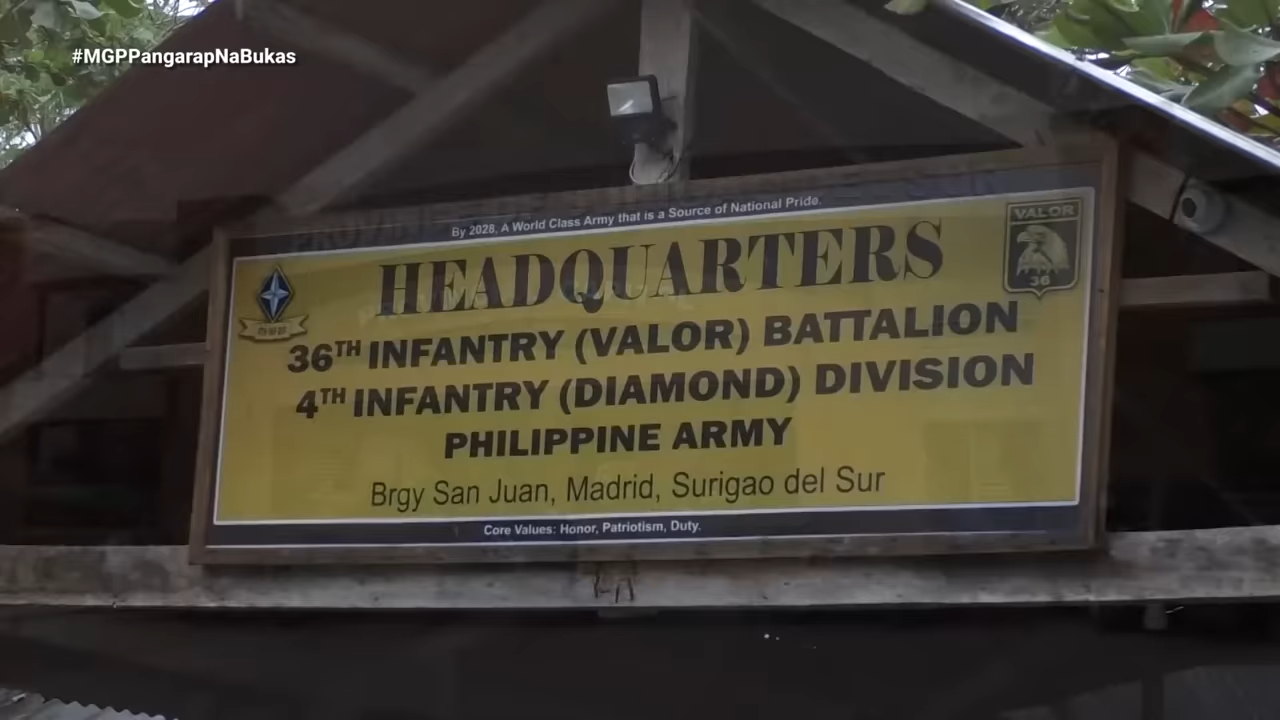 #MGPPangarapNaBukas
By 2028, A World Class Army that is a Source of National Pride.
HEADQUARTERS
VALOR
36
36TH INFANTRY (VALOR) BATTALION
4TH INFANTRY (DIAMOND) DIVISION
PHILIPPINE ARMY
Brgy San Juan, Madrid, Surigao del Sur
Core Values: Honor, Patriotism, Duty.